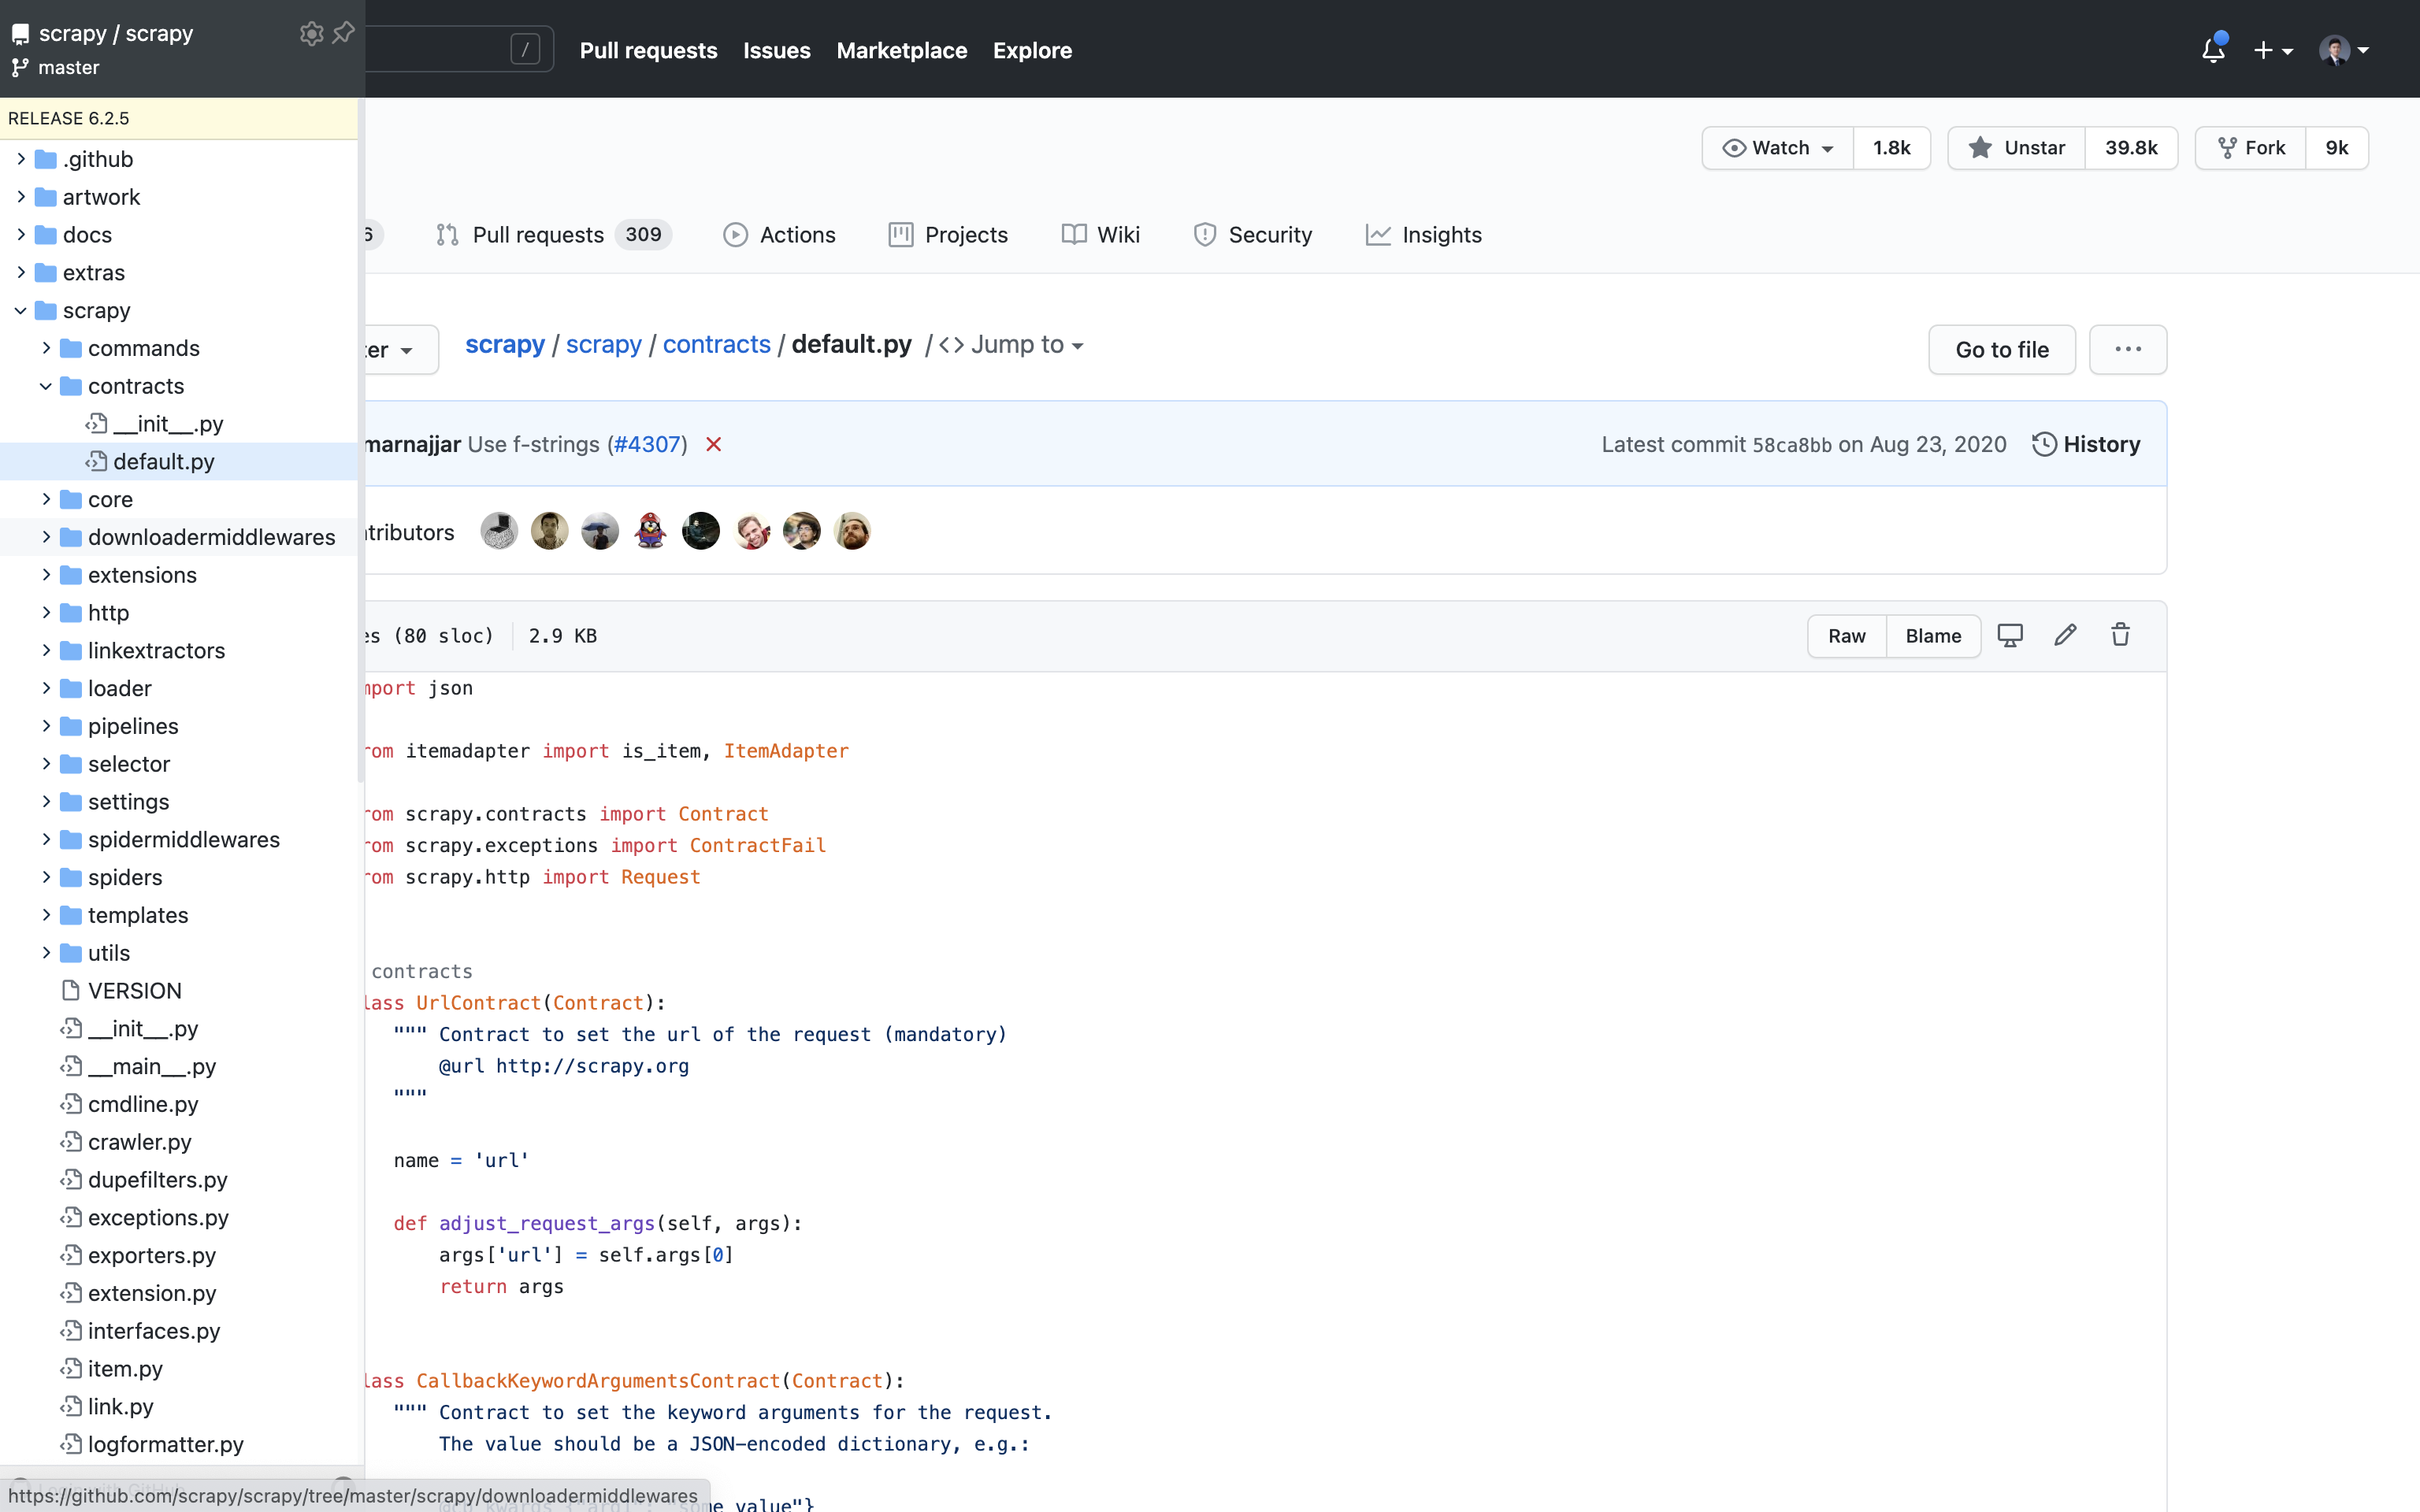 scrapy / scrapy
master
/
Pull requests
Issues
Marketplace
Explore
RELEASE 6.2.5
.github
artwork
docs
extras
scrapy
commands
contracts
__init__.py
default.py
core
downloadermiddlewares
extensions
http
linkextractors
loader
pipelines
selector
settings
spidermiddlewares
spiders
templates
utils
VERSION
__init__.py
__main__.py
cmdline.py
crawler.py
dupefilters.py
exceptions.py
exporters.py
extension.py
interfaces.py
item.py
link.py
logformatter.py
https://github.com/scrapy/scrapy/tree/master/scrapy/downloadermiddlewares
Watch 1.8k
Unstar 39.8k
Fork 9k
6
Pull requests 309
Actions
Projects
Wiki
Security
Insights
ter
scrapy / scrapy / contracts / default.py / <> Jump to
Go to file
...
marnajjar Use f-strings (#4307)
Latest commit 58ca8bb on Aug 23, 2020
History
ntributors
es (80 sloc) 2.9 KB
Raw
Blame
mport json
rom itemadapter import is_item, ItemAdapter
rom scrapy.contracts import Contract
rom scrapy.exceptions import ContractFail
rom scrapy.http import Request
contracts
lass UrlContract(Contract):
""" Contract to set the url of the request (mandatory)
@url http://scrapy.org
"""
name = 'url'
def adjust_request_args(self, args):
args['url'] = self.args[0]
return args
lass CallbackKeywordArgumentsContract(Contract):
""" Contract to set the keyword arguments for the request.
The value should be a JSON-encoded dictionary, e.g.:
@cb_kwargs {"arg1": "some value"}